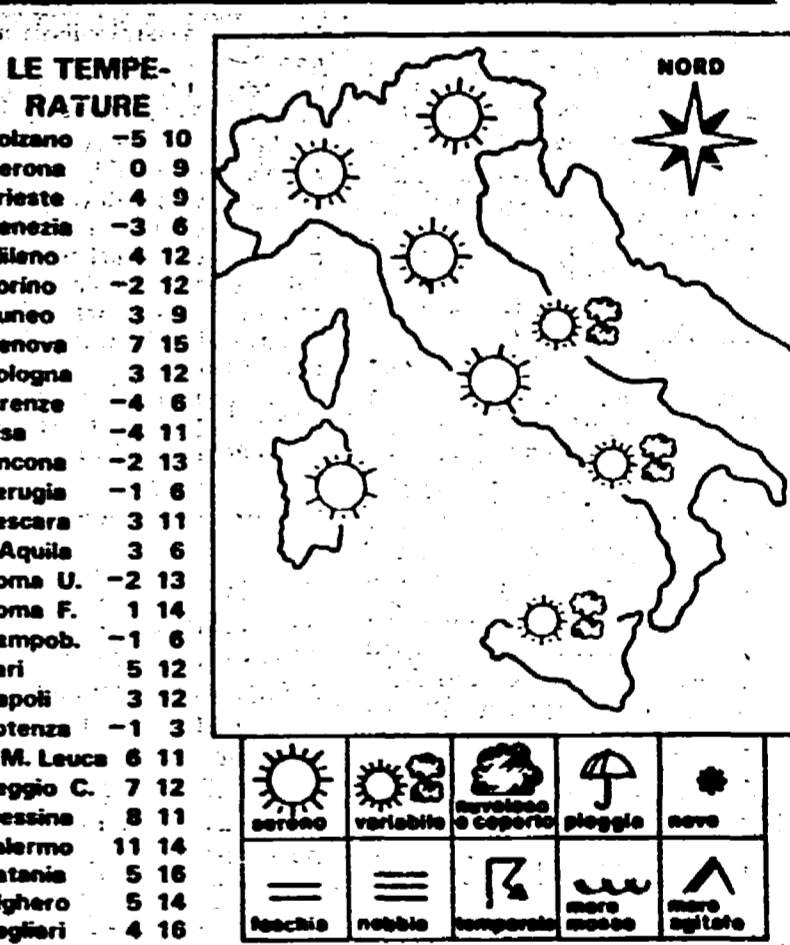 LE TEMPE-
RATURE
olzano -5 10
erona 0 9
rieste 4 9
enezia -3 6
ilano 4 12
orino -2 12
uneo 3 9
enova 7 15
ologna 3 12
irenze -4 6
isa -4 11
ncona -2 13
erugia -1 6
escara 3 11
Aquila 3 6
oma U. -2 13
oma F. 1 14
ampob. -1 6
ari 5 12
apoli 3 12
otenza -1 3
M. Leuca 6 11
eggio C. 7 12
essina 8 11
alermo 11 14
atania 5 16
lghero 5 14
agliari 4 16
NORD
sereno
variabile
nuvoloso
o coperto
pioggia
neve
foschia
nebbia
temporale
mare
mosso
mare
agitato